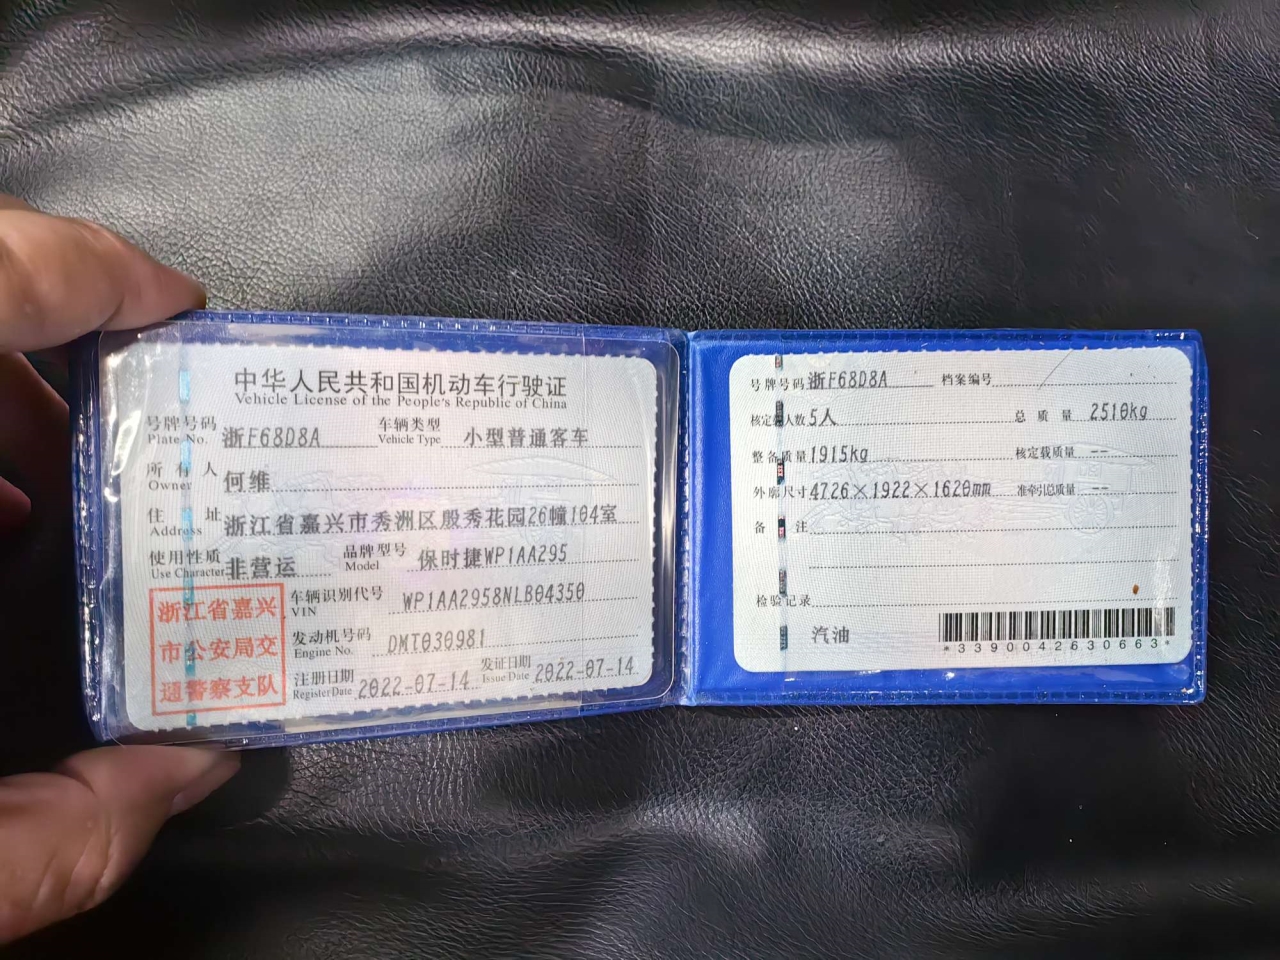 中华人民共和国机动车行驶证
Vehicle License of the People's Republic of China
号牌号码 浙F68D8A 车辆类型 小型普通客车
Plate No. Vehicle Type
所有人 何维
Owner
住址 浙江省嘉兴市秀洲区殷秀花园26幢104室
Address
使用性质 非营运 品牌型号 保时捷WP1AA295
Use Character Model
浙江省嘉兴
市公安局交
通警察支队
车辆识别代号 WP1AA2958NLB04350
VIN
发动机号码 DMT030981
Engine No.
注册日期 2022-07-14 发证日期 2022-07-14
Register Date Issue Date
号牌号码 浙F68D8A 档案编号
核定载人数 5人 总质量 2510kg
整备质量 1915kg 核定载质量 --
外廓尺寸 4726×1922×1620mm 准牵引总质量 --
备注
检验记录
汽油
*3390042630663*